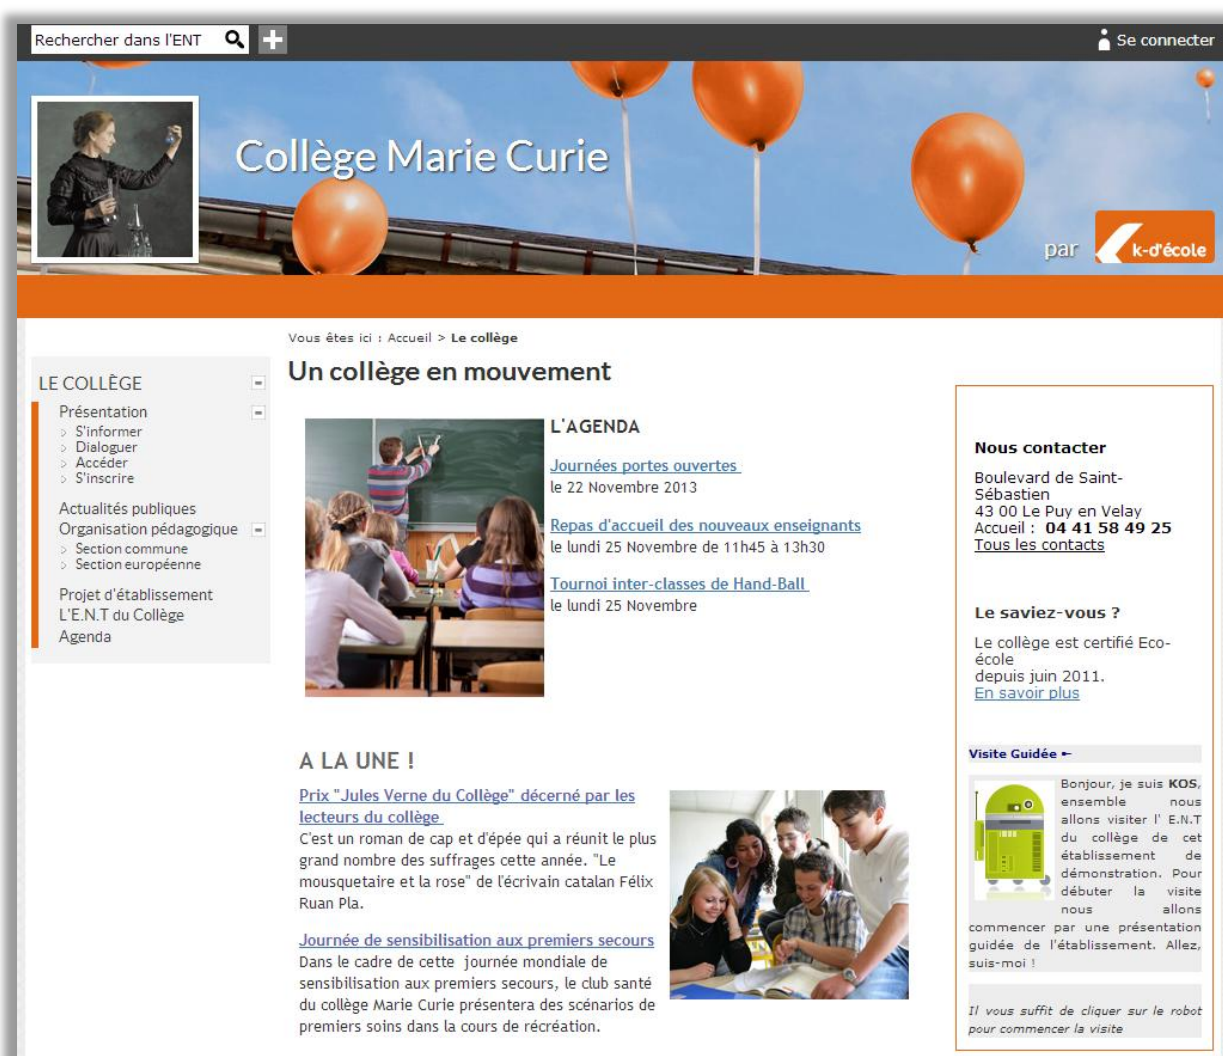 Rechercher dans l'ENT
Se connecter
Collège Marie Curie
par k-d'école
Vous êtes ici : Accueil > Le collège
LE COLLÈGE
Présentation
S'informer
Dialoguer
Accéder
S'inscrire
Actualités publiques
Organisation pédagogique
Section commune
Section européenne
Projet d'établissement
L'E.N.T du Collège
Agenda
Un collège en mouvement
L'AGENDA
Journées portes ouvertes
le 22 Novembre 2013
Repas d'accueil des nouveaux enseignants
le lundi 25 Novembre de 11h45 à 13h30
Tournoi inter-classes de Hand-Ball
le lundi 25 Novembre
A LA UNE !
Prix "Jules Verne du Collège" décerné par les
lecteurs du collège
C'est un roman de cap et d'épée qui a réunit le plus
grand nombre des suffrages cette année. "Le
mousquetaire et la rose" de l'écrivain catalan Félix
Ruan Pla.
Journée de sensibilisation aux premiers secours
Dans le cadre de cette journée mondiale de
sensibilisation aux premiers secours, le club santé
du collège Marie Curie présentera des scénarios de
premiers soins dans la cours de récréation.
Nous contacter
Boulevard de Saint-
Sébastien
43 00 Le Puy en Velay
Accueil : 04 41 58 49 25
Tous les contacts
Le saviez-vous ?
Le collège est certifié Eco-
école
depuis juin 2011.
En savoir plus
Visite Guidée
Bonjour, je suis KOS,
ensemble nous
allons visiter l' E.N.T
du collège de cet
établissement de
démonstration. Pour
débuter la visite
nous allons
commencer par une présentation
guidée de l'établissement. Allez,
suis-moi !
Il vous suffit de cliquer sur le robot
pour commencer la visite